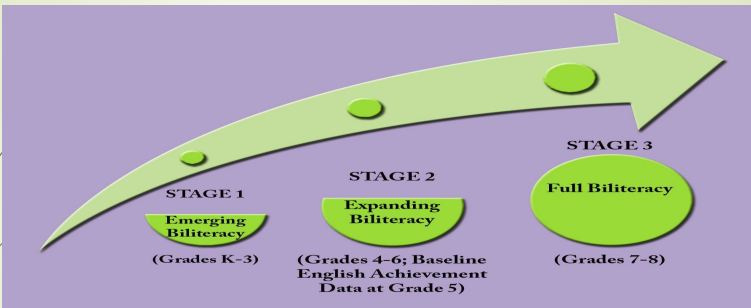 STAGE 1
Emerging
Biliteracy
(Grades K-3)
STAGE 2
Expanding
Biliteracy
(Grades 4-6; Baseline
English Achievement
Data at Grade 5)
STAGE 3
Full Biliteracy
(Grades 7-8)